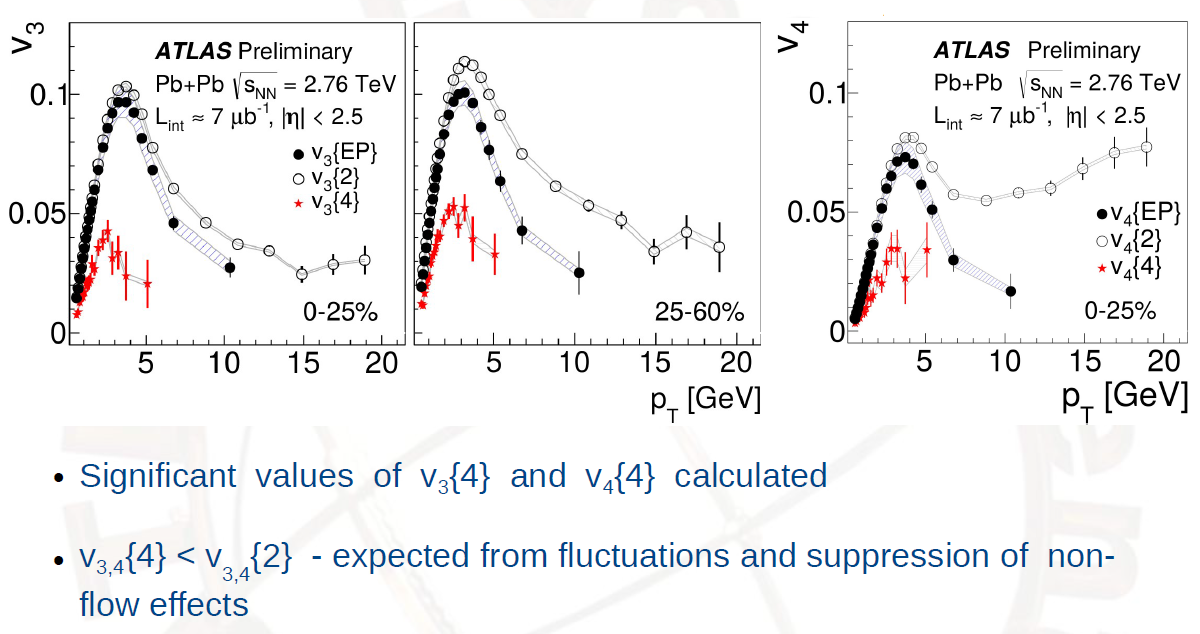 v3
ATLAS Preliminary
Pb+Pb √sNN = 2.76 TeV
Lint ≈ 7 μb-1, |η| < 2.5
v3{EP}
v3{2}
v3{4}
0.1
0.05
0
0-25%
5 10 15 20
25-60%
5 10 15 20
pT [GeV]
v4
ATLAS Preliminary
Pb+Pb √sNN = 2.76 TeV
Lint ≈ 7 μb-1, |η| < 2.5
0.1
0.05
0
v4{EP}
v4{2}
v4{4}
0-25%
5 10 15 20
pT [GeV]
• Significant values of v3{4} and v4{4} calculated
• v3,4{4} < v3,4{2} - expected from fluctuations and suppression of non-
flow effects